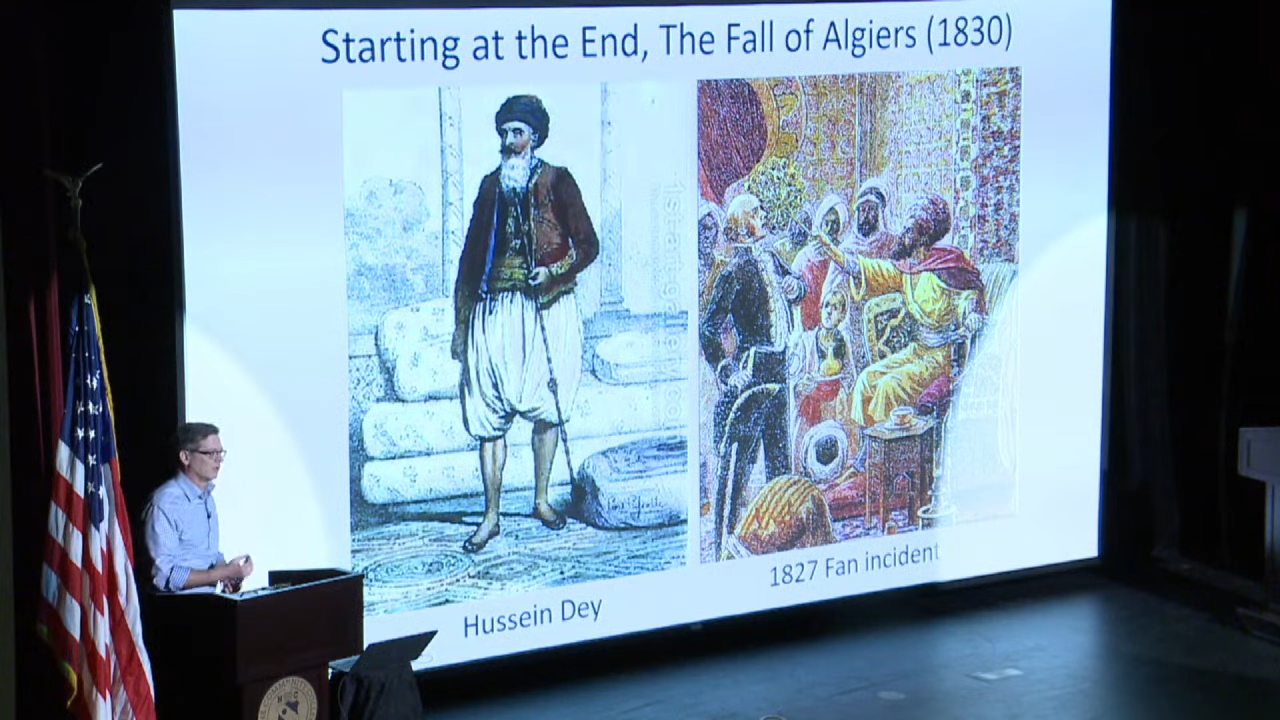 Starting at the End, The Fall of Algiers (1830)
1827 Fan incident
Hussein Dey